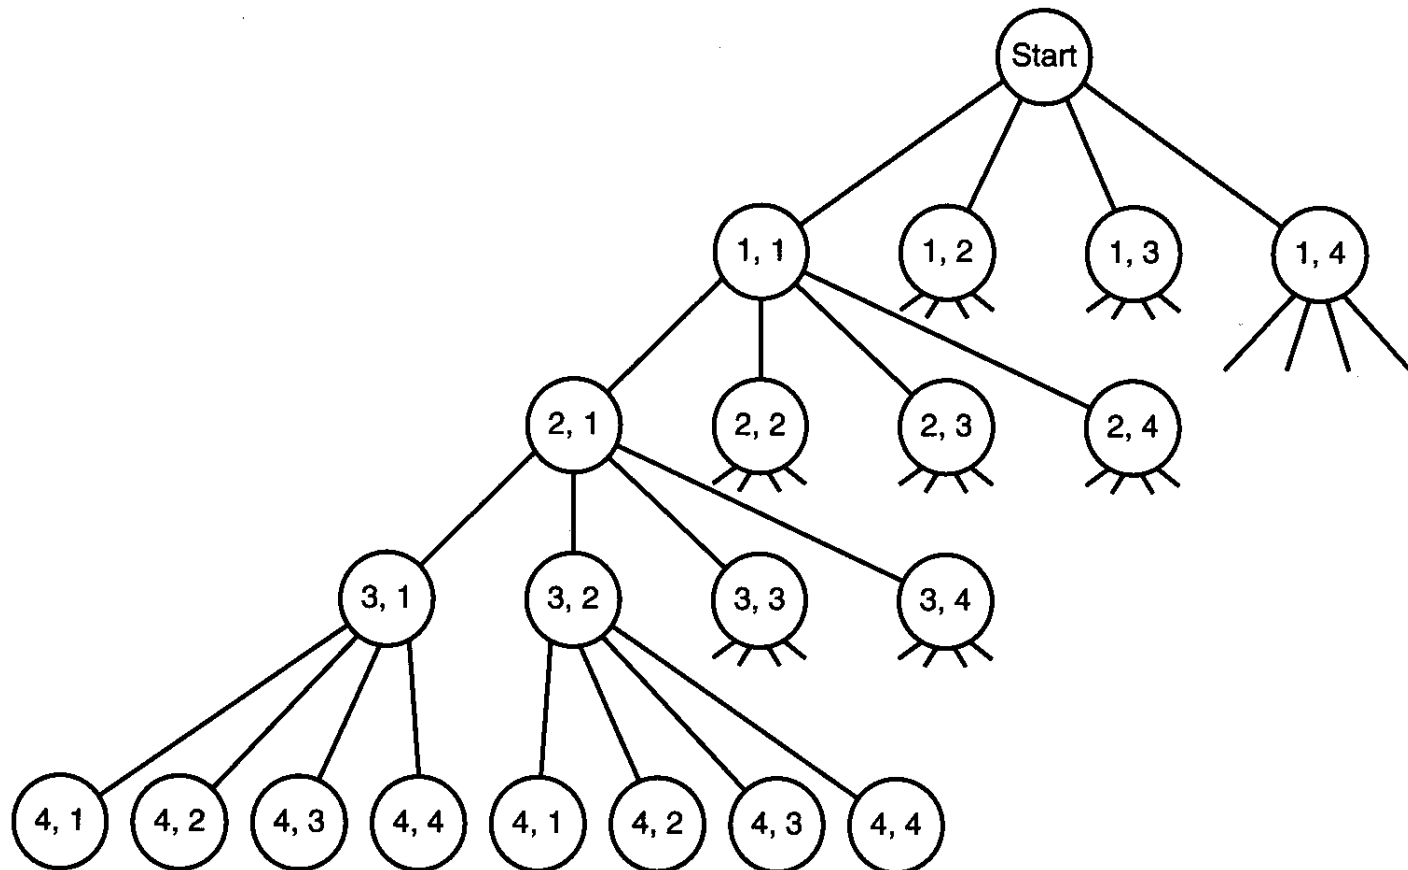 Start
1, 1 1, 2 1, 3 1, 4
2, 1 2, 2 2, 3 2, 4
3, 1 3, 2 3, 3 3, 4
4, 1 4, 2 4, 3 4, 4 4, 1 4, 2 4, 3 4, 4